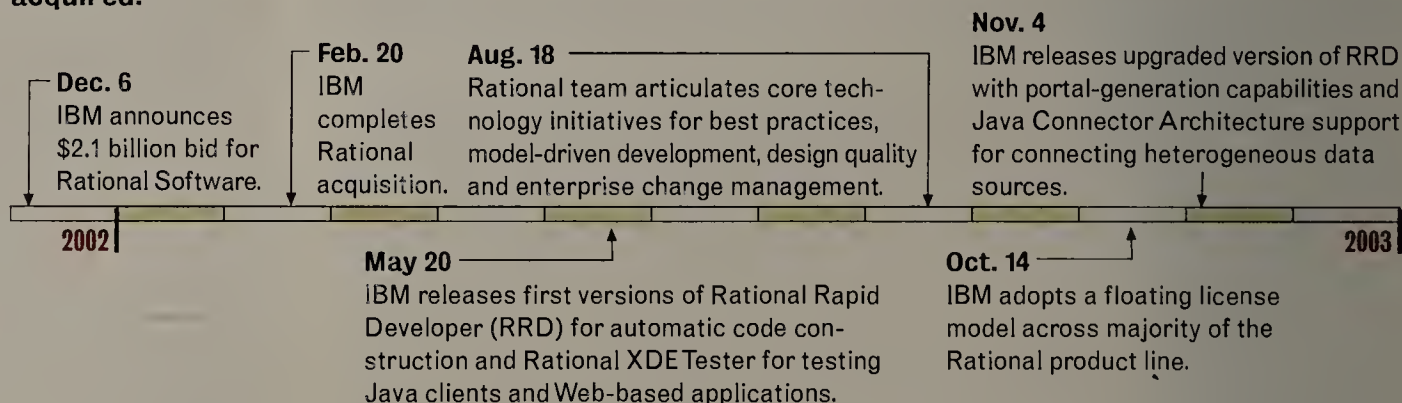 acquired.
Dec. 6
IBM announces
$2.1 billion bid for
Rational Software.
Feb. 20
IBM
completes
Rational
acquisition.
Aug. 18
Rational team articulates core tech-
nology initiatives for best practices,
model-driven development, design quality
and enterprise change management.
Nov. 4
IBM releases upgraded version of RRD
with portal-generation capabilities and
Java Connector Architecture support
for connecting heterogeneous data
sources.
2002
2003
May 20
IBM releases first versions of Rational Rapid
Developer (RRD) for automatic code con-
struction and Rational XDE Tester for testing
Java clients and Web-based applications.
Oct. 14
IBM adopts a floating license
model across majority of the
Rational product line.